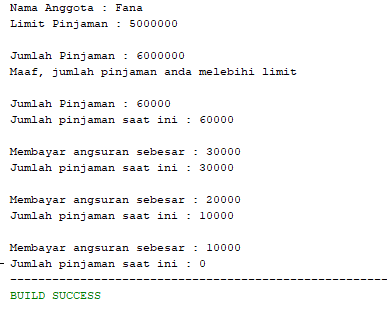 Nama Anggota : Fana
Limit Pinjaman : 5000000
Jumlah Pinjaman : 6000000
Maaf, jumlah pinjaman anda melebihi limit
Jumlah Pinjaman : 60000
Jumlah pinjaman saat ini : 60000
Membayar angsuran sebesar : 30000
Jumlah pinjaman saat ini : 30000
Membayar angsuran sebesar : 20000
Jumlah pinjaman saat ini : 10000
Membayar angsuran sebesar : 10000
Jumlah pinjaman saat ini : 0
------------------------------------------------------
BUILD SUCCESS